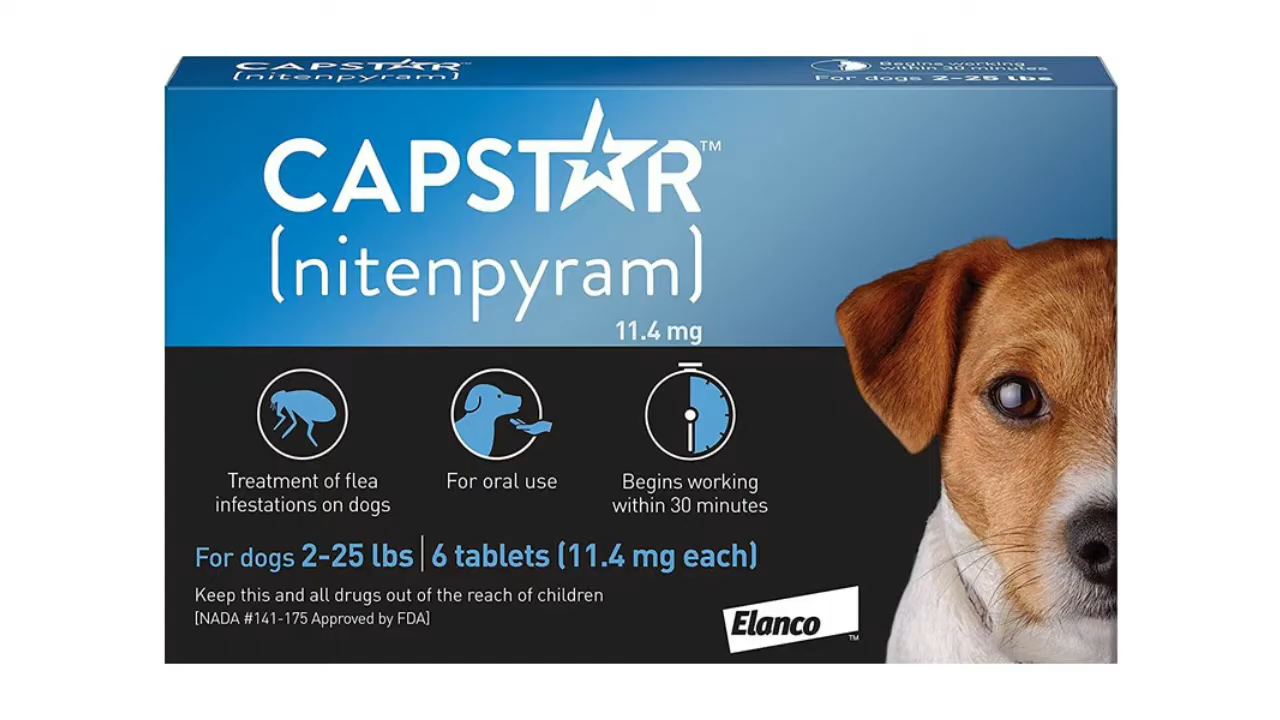 CAPSTAR™
(nitenpyram)
Begins working
within 30 minutes
For dogs 2-25 lbs
CAPSTAR™
(nitenpyram)
11.4 mg
Treatment of flea
infestations on dogs
For oral use
Begins working
within 30 minutes
For dogs 2-25 lbs | 6 tablets (11.4 mg each)
Keep this and all drugs out of the reach of children
[NADA #141-175 Approved by FDA]
Elanco™